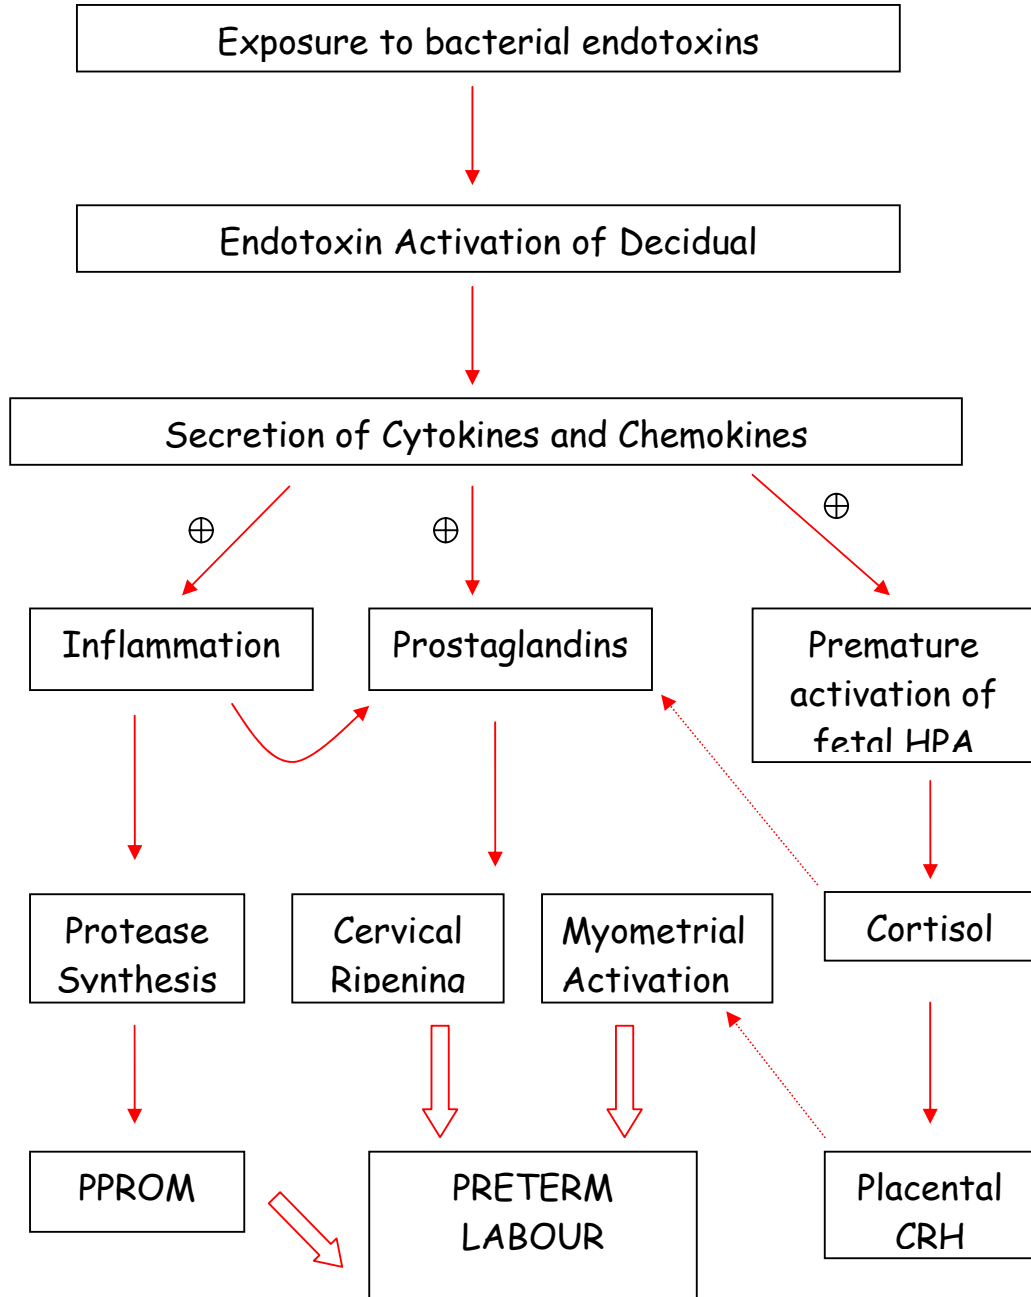 Exposure to bacterial endotoxins
Endotoxin Activation of Decidual
Secretion of Cytokines and Chemokines
Inflammation
Prostaglandins
Premature
activation of
fetal HPA
Protease
Synthesis
Cervical
Ripening
Myometrial
Activation
Cortisol
PPROM
PRETERM
LABOUR
Placental
CRH